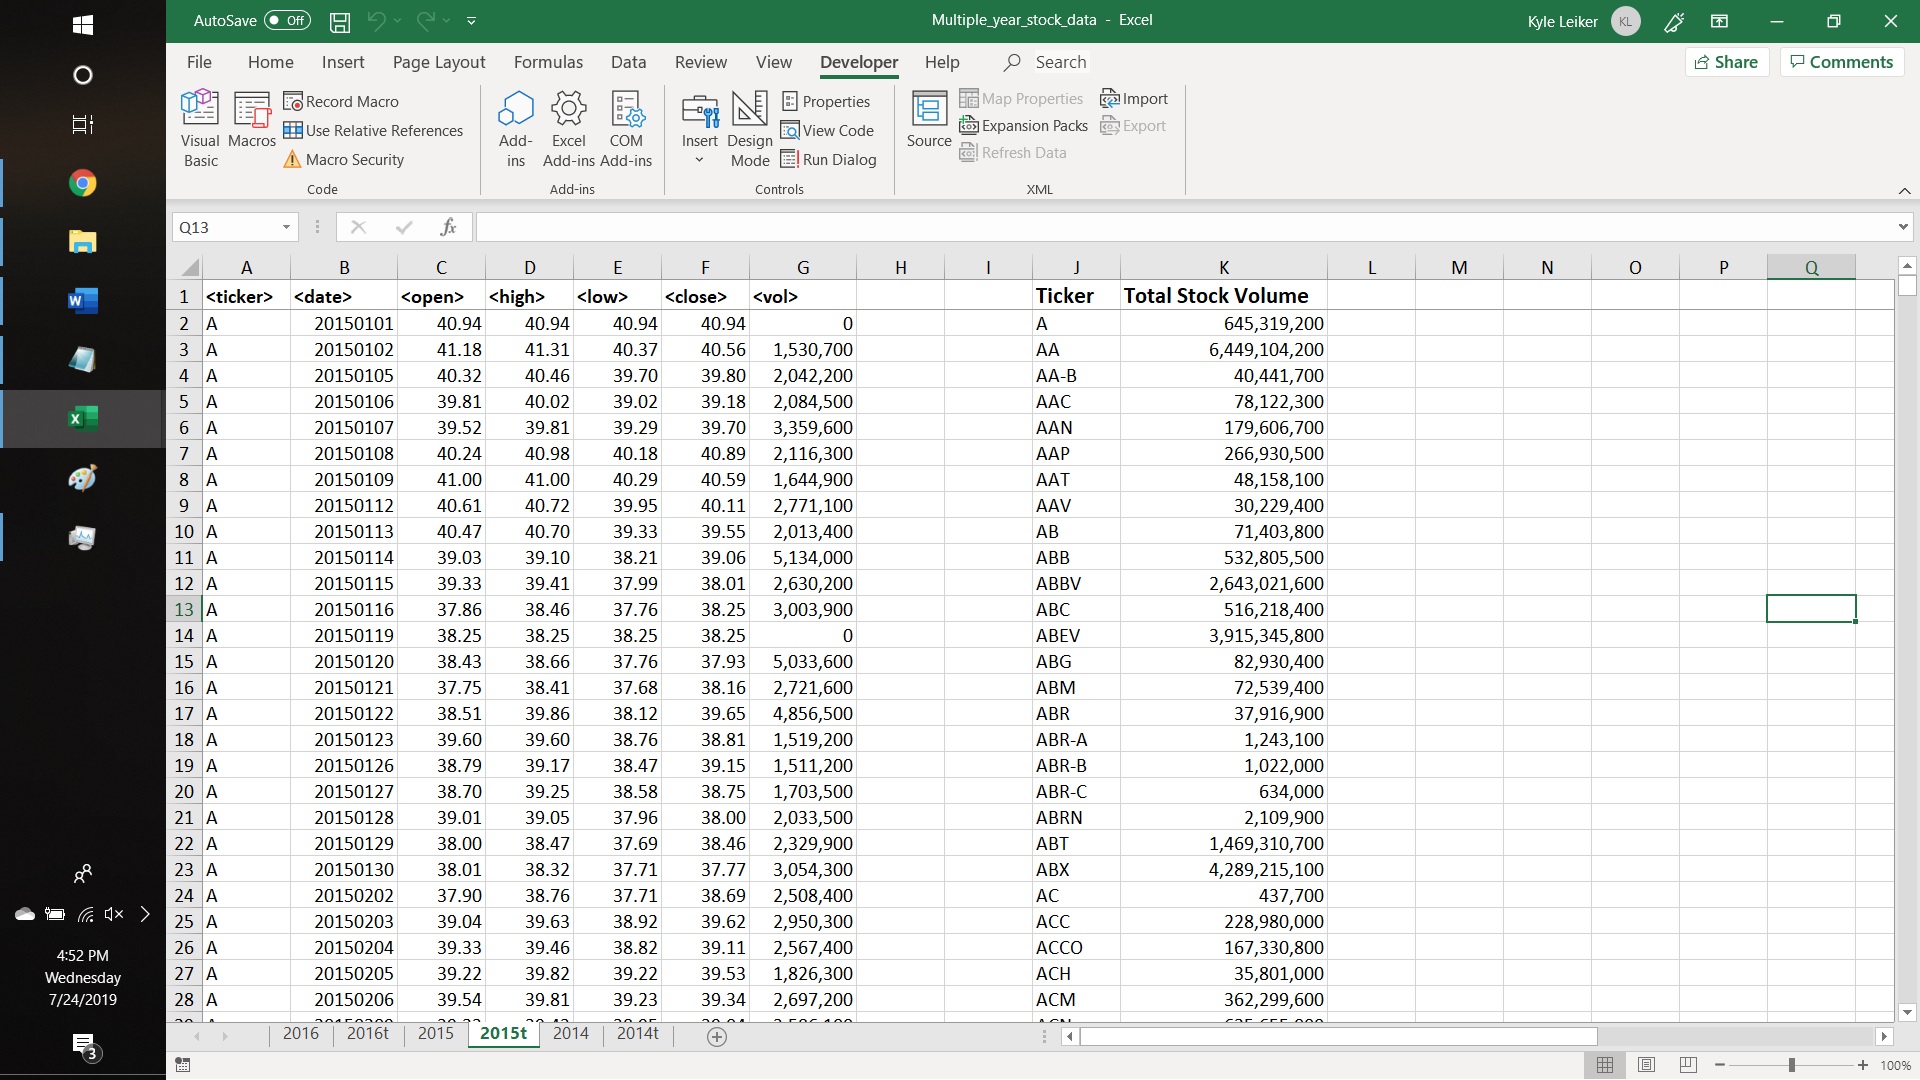 AutoSave Off
Multiple_year_stock_data - Excel
Kyle Leiker KL
File Home Insert Page Layout Formulas Data Review View Developer Help Search Share Comments
Visual Basic
Macros
Record Macro
Use Relative References
Macro Security
Code
Add-ins
Excel Add-ins
COM Add-ins
Add-ins
Insert
Design Mode
Properties
View Code
Run Dialog
Controls
Source
Map Properties
Expansion Packs
Refresh Data
Import
Export
XML
Q13 fx
A B C D E F G H I J K L M N O P Q
1 <ticker> <date> <open> <high> <low> <close> <vol> Ticker Total Stock Volume
2 A 20150101 40.94 40.94 40.94 40.94 0 A 645,319,200
3 A 20150102 41.18 41.31 40.37 40.56 1,530,700 AA 6,449,104,200
4 A 20150105 40.32 40.46 39.70 39.80 2,042,200 AA-B 40,441,700
5 A 20150106 39.81 40.02 39.02 39.18 2,084,500 AAC 78,122,300
6 A 20150107 39.52 39.81 39.29 39.70 3,359,600 AAN 179,606,700
7 A 20150108 40.24 40.98 40.18 40.89 2,116,300 AAP 266,930,500
8 A 20150109 41.00 41.00 40.29 40.59 1,644,900 AAT 48,158,100
9 A 20150112 40.61 40.72 39.95 40.11 2,771,100 AAV 30,229,400
10 A 20150113 40.47 40.70 39.33 39.55 2,013,400 AB 71,403,800
11 A 20150114 39.03 39.10 38.21 39.06 5,134,000 ABB 532,805,500
12 A 20150115 39.33 39.41 37.99 38.01 2,630,200 ABBV 2,643,021,600
13 A 20150116 37.86 38.46 37.76 38.25 3,003,900 ABC 516,218,400
14 A 20150119 38.25 38.25 38.25 38.25 0 ABEV 3,915,345,800
15 A 20150120 38.43 38.66 37.76 37.93 5,033,600 ABG 82,930,400
16 A 20150121 37.75 38.41 37.68 38.16 2,721,600 ABM 72,539,400
17 A 20150122 38.51 39.86 38.12 39.65 4,856,500 ABR 37,916,900
18 A 20150123 39.60 39.60 38.76 38.81 1,519,200 ABR-A 1,243,100
19 A 20150126 38.79 39.17 38.47 39.15 1,511,200 ABR-B 1,022,000
20 A 20150127 38.70 39.25 38.58 38.75 1,703,500 ABR-C 634,000
21 A 20150128 39.01 39.05 37.96 38.00 2,033,500 ABRN 2,109,900
22 A 20150129 38.00 38.47 37.69 38.46 2,329,900 ABT 1,469,310,700
23 A 20150130 38.01 38.32 37.71 37.77 3,054,300 ABX 4,289,215,100
24 A 20150202 37.90 38.76 37.71 38.69 2,508,400 AC 437,700
25 A 20150203 39.04 39.63 38.92 39.62 2,950,300 ACC 228,980,000
26 A 20150204 39.33 39.46 38.82 39.11 2,567,400 ACCO 167,330,800
27 A 20150205 39.22 39.82 39.22 39.53 1,826,300 ACH 35,801,000
28 A 20150206 39.54 39.81 39.23 39.34 2,697,200 ACM 362,299,600
2016 2016t 2015 2015t 2014 2014t
100%
4:52 PM
Wednesday
7/24/2019
3